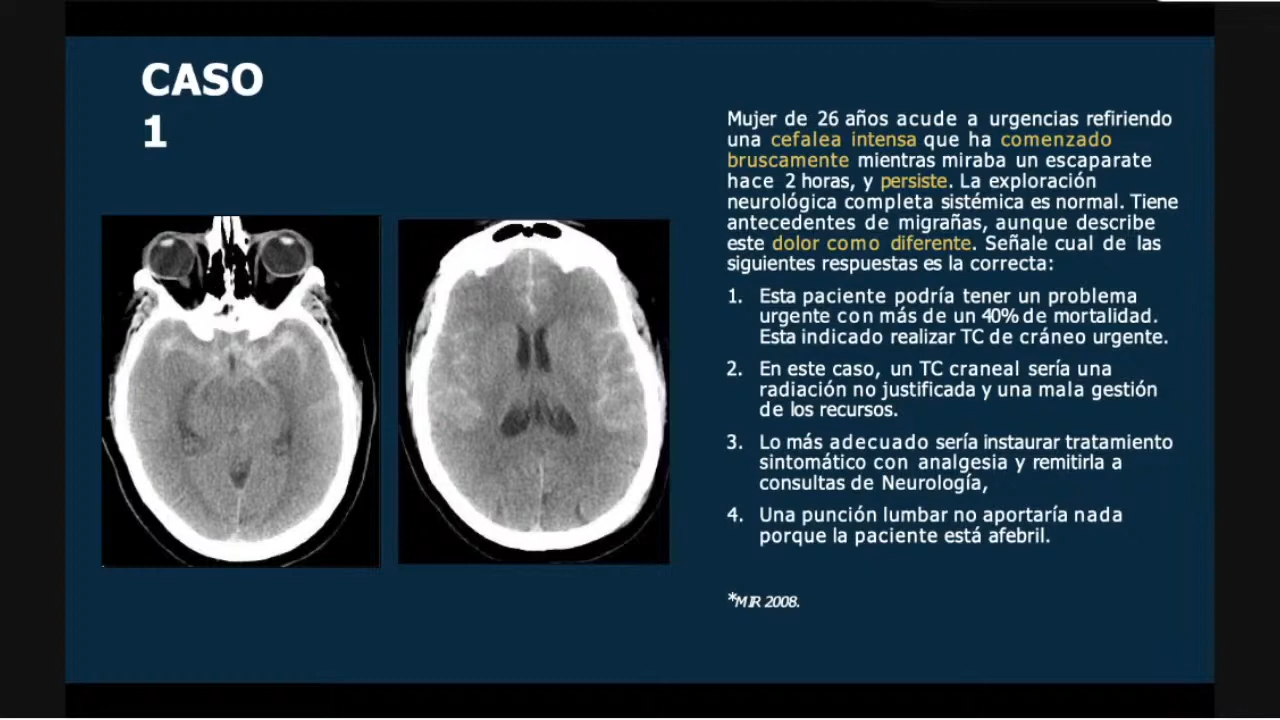 CASO
1
Mujer de 26 años acude a urgencias refiriendo
una cefalea intensa que ha comenzado
bruscamente mientras miraba un escaparate
hace 2 horas, y persiste. La exploración
neurológica completa sistémica es normal. Tiene
antecedentes de migrañas, aunque describe
este dolor como diferente. Señale cual de las
siguientes respuestas es la correcta:
1. Esta paciente podría tener un problema
urgente con más de un 40% de mortalidad.
Esta indicado realizar TC de cráneo urgente.
2. En este caso, un TC craneal sería una
radiación no justificada y una mala gestión
de los recursos.
3. Lo más adecuado sería instaurar tratamiento
sintomático con analgesia y remitirla a
consultas de Neurología,
4. Una punción lumbar no aportaría nada
porque la paciente está afebril.
*MIR 2008.